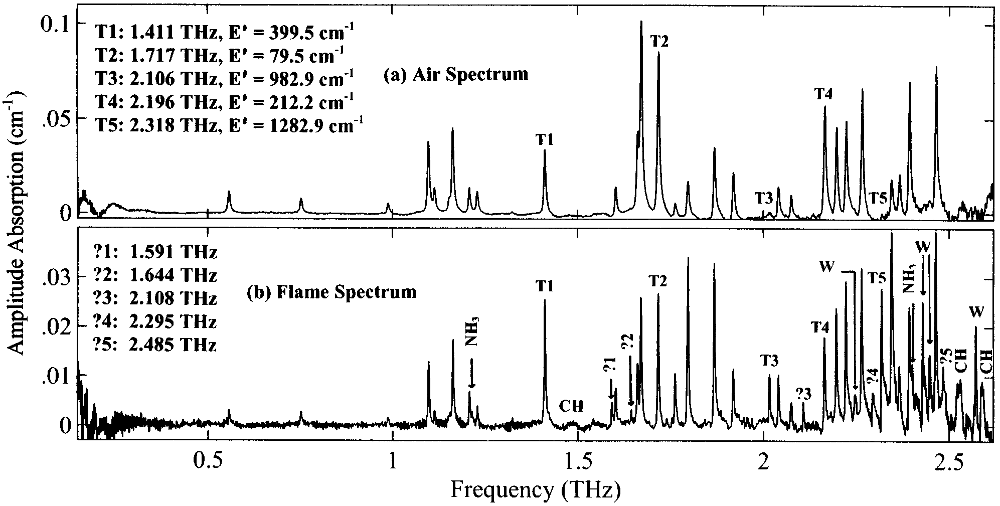 Amplitude Absorption (cm-1)
0.1
.05
0
T1: 1.411 THz, E' = 399.5 cm-1
T2: 1.717 THz, E' = 79.5 cm-1
T3: 2.106 THz, E' = 982.9 cm-1
T4: 2.196 THz, E' = 212.2 cm-1
T5: 2.318 THz, E' = 1282.9 cm-1
(a) Air Spectrum
T1
T2
T3
T4
T5
.03
.02
.01
0
?1: 1.591 THz
?2: 1.644 THz
?3: 2.108 THz
?4: 2.295 THz
?5: 2.485 THz
(b) Flame Spectrum
NH3
T1
CH
?1
?2
T2
T3
?3
T4
W
?4
T5
NH3
W
?5
CH
W
CH
0.5
1
1.5
2
2.5
Frequency (THz)